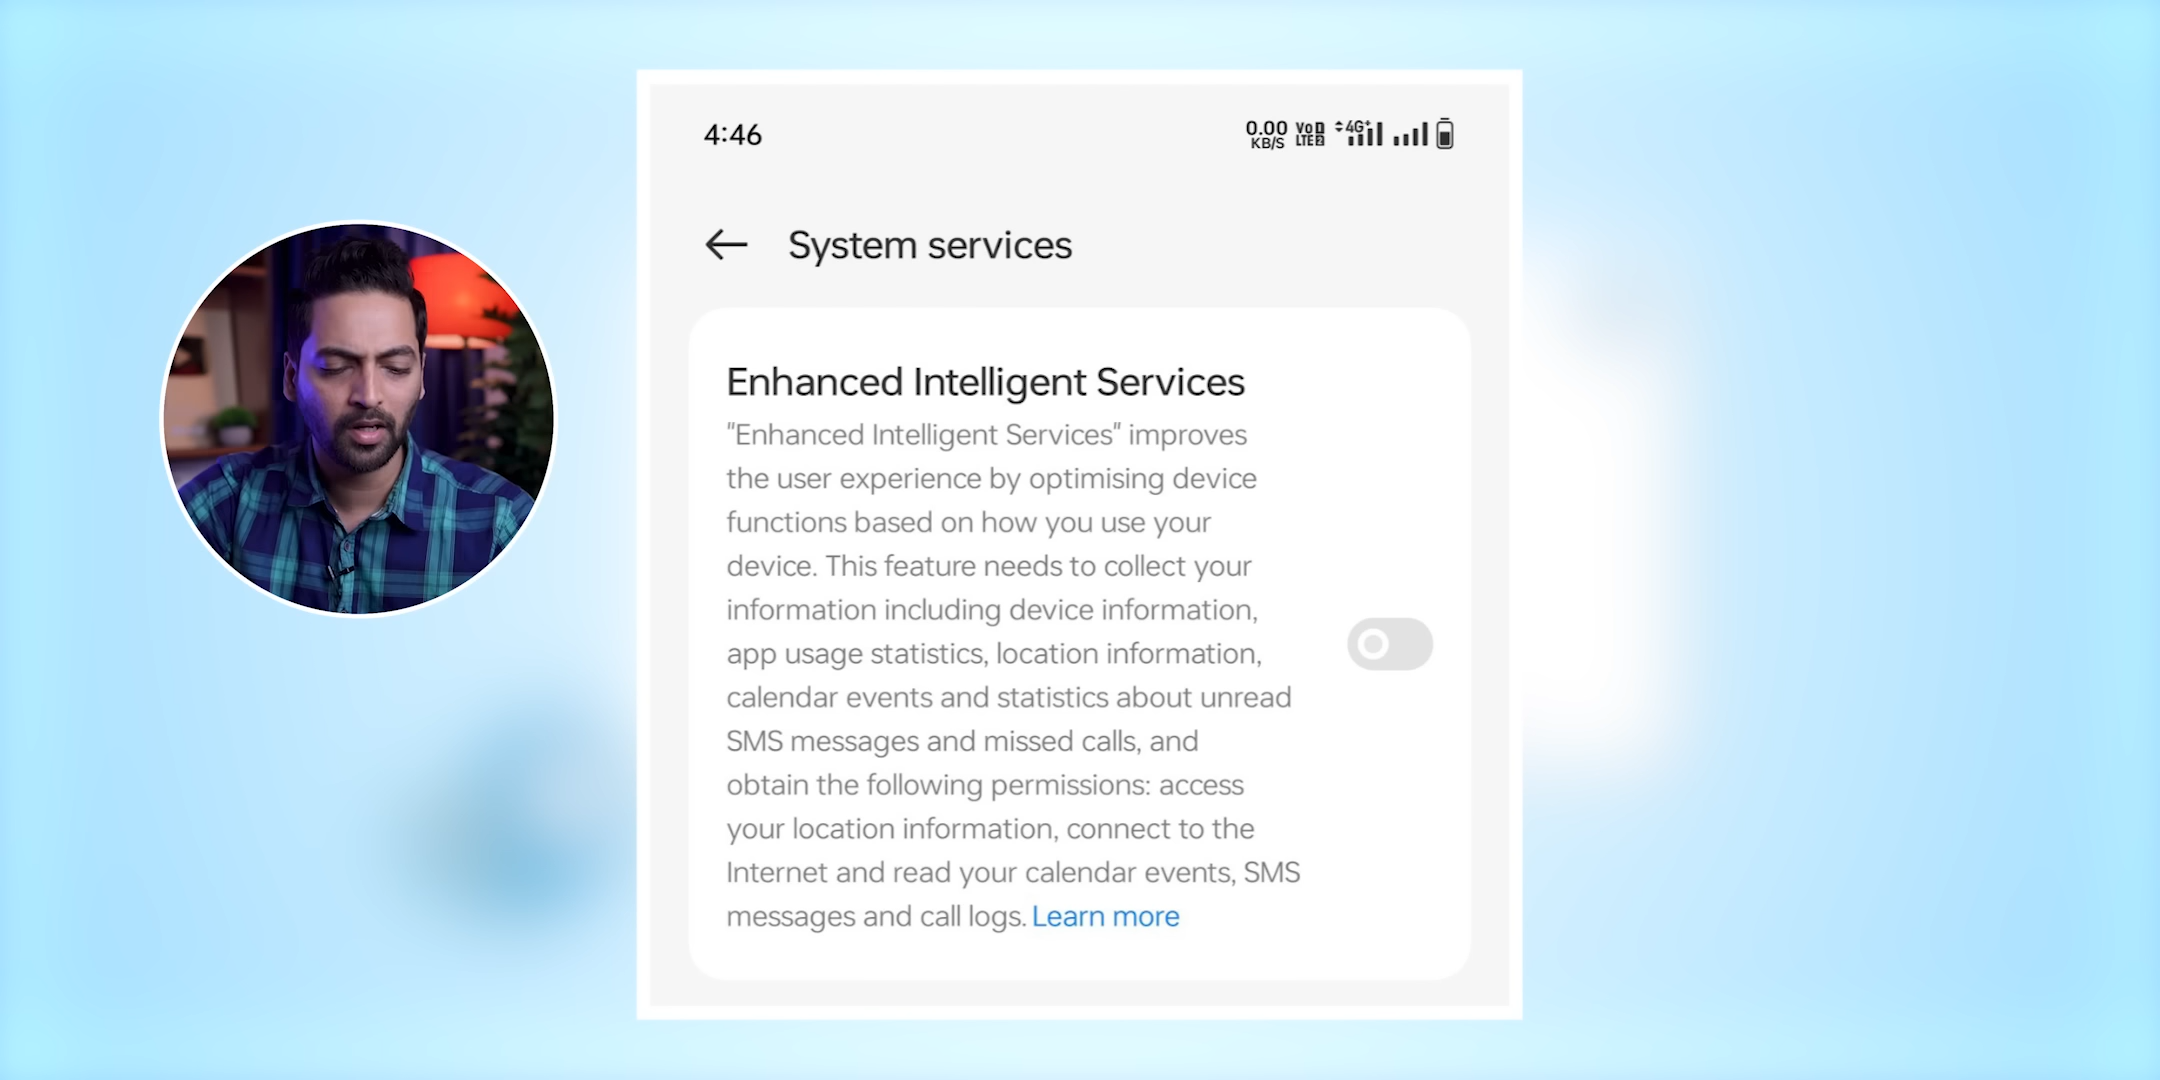 4:46
0.00 KB/S VoLTE 4G+
System services
Enhanced Intelligent Services
"Enhanced Intelligent Services" improves
the user experience by optimising device
functions based on how you use your
device. This feature needs to collect your
information including device information,
app usage statistics, location information,
calendar events and statistics about unread
SMS messages and missed calls, and
obtain the following permissions: access
your location information, connect to the
Internet and read your calendar events, SMS
messages and call logs. Learn more